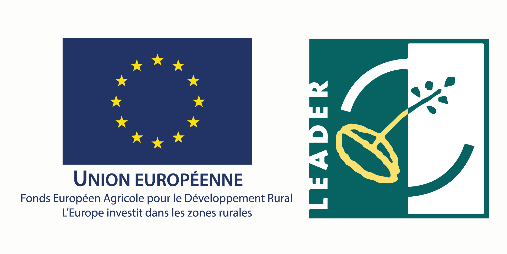 UNION EUROPÉENNE
Fonds Européen Agricole pour le Développement Rural
L'Europe investit dans les zones rurales
LEADER